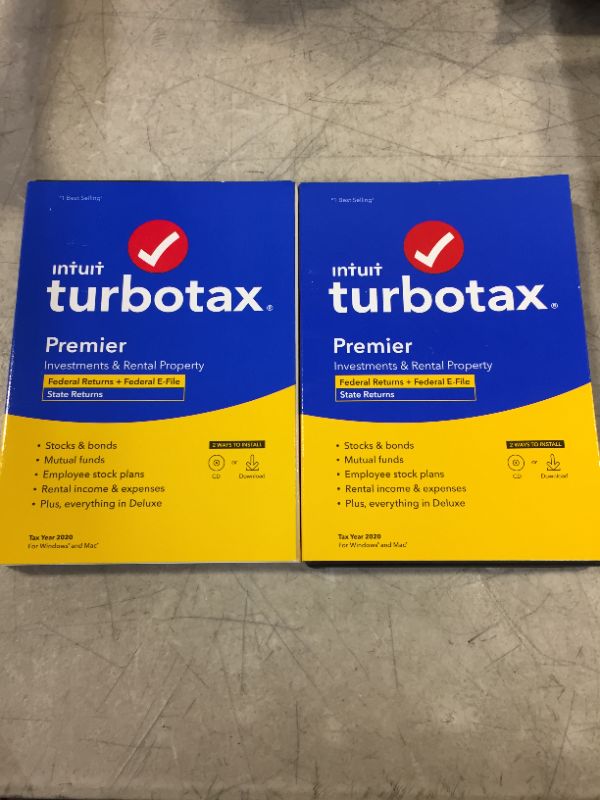 "1 Best Selling"
intuit
turbotax®
Premier
Investments & Rental Property
Federal Returns + Federal E-File
State Returns
• Stocks & bonds
• Mutual funds
• Employee stock plans
• Rental income & expenses
• Plus, everything in Deluxe
2 WAYS TO INSTALL
CD or Download
Tax Year 2020
For Windows® and Mac®
"1 Best Selling"
intuit
turbotax®
Premier
Investments & Rental Property
Federal Returns + Federal E-File
State Returns
• Stocks & bonds
• Mutual funds
• Employee stock plans
• Rental income & expenses
• Plus, everything in Deluxe
2 WAYS TO INSTALL
CD or Download
Tax Year 2020
For Windows® and Mac®